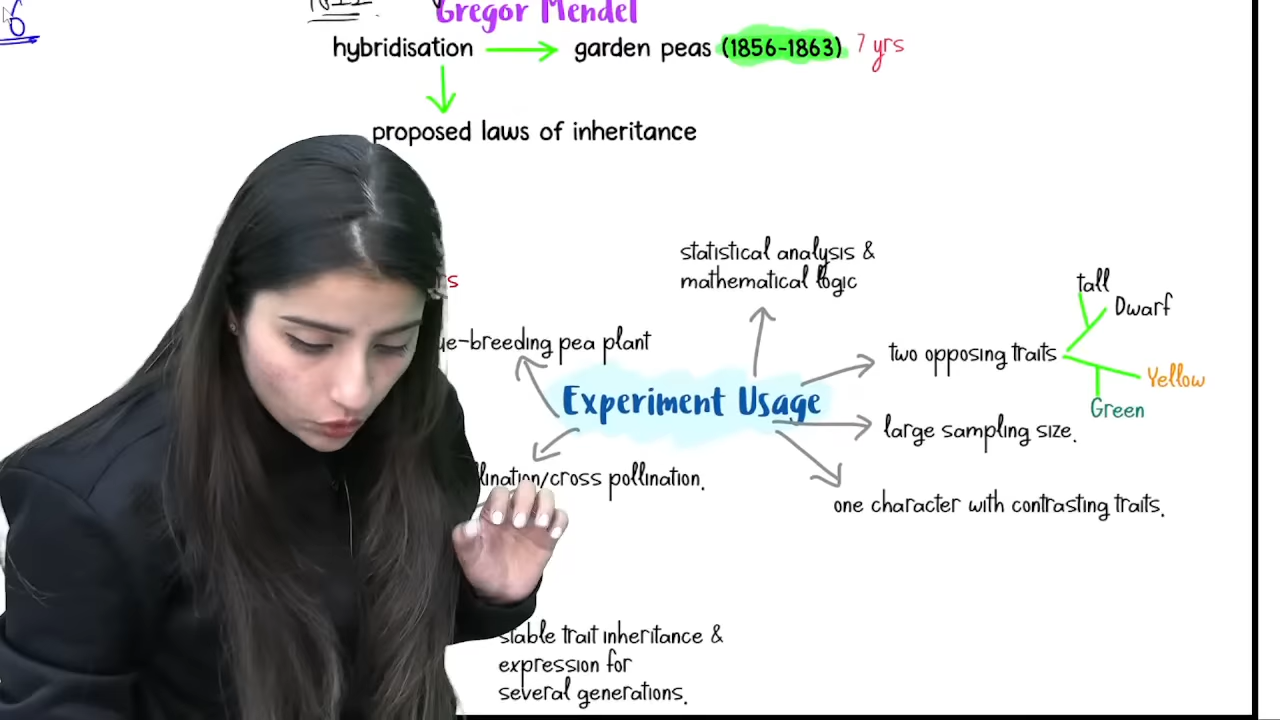 6
Gregor Mendel
hybridisation garden peas (1856-1863) 7 yrs
proposed laws of inheritance
statistical analysis &
mathematical logic
tall
Dwarf
two opposing traits
Yellow
Green
-breeding pea plant
Experiment Usage
large sampling size.
/cross pollination.
one character with contrasting traits.
stable trait inheritance &
expression for
several generations.